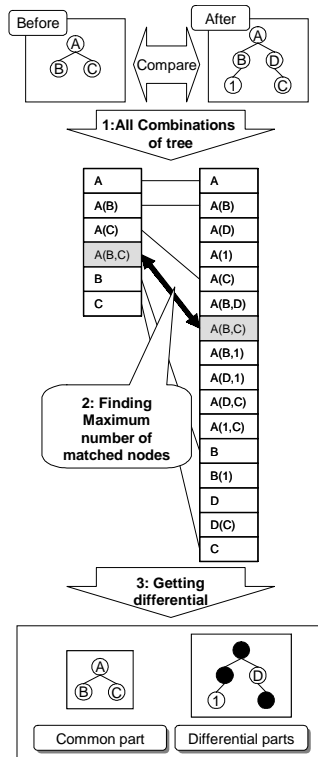 Before
After
A
B
C
Compare
A
B
D
1
C
1:All Combinations
of tree
A
A(B)
A(C)
A(B,C)
B
C
A
A(B)
A(D)
A(1)
A(C)
A(B,D)
A(B,C)
A(B,1)
A(D,1)
A(D,C)
A(1,C)
B
B(1)
D
D(C)
C
2: Finding
Maximum
number of
matched nodes
3: Getting
differential
A
B
C
D
1
Common part
Differential parts